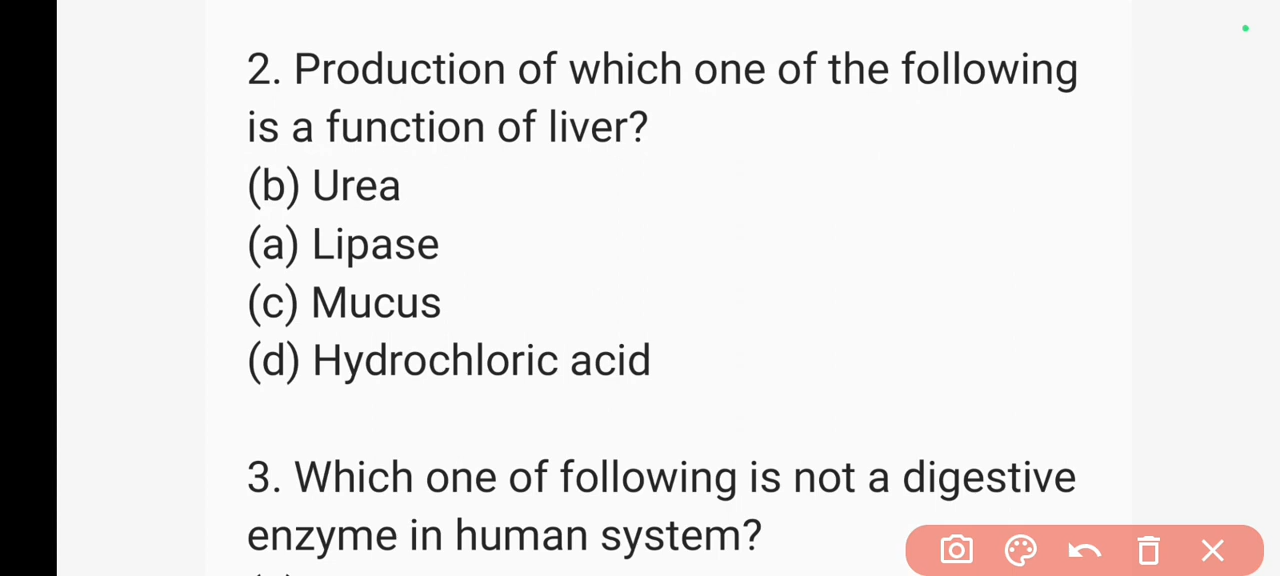 2. Production of which one of the following
is a function of liver?
(b) Urea
(a) Lipase
(c) Mucus
(d) Hydrochloric acid
3. Which one of following is not a digestive
enzyme in human system?